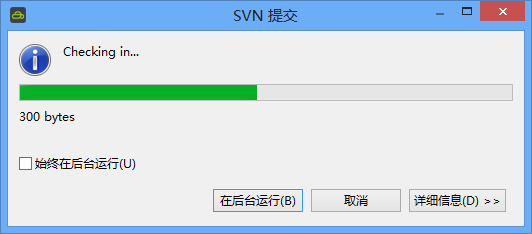 SVN 提交
Checking in...
300 bytes
始终在后台运行(U)
在后台运行(B)
取消
详细信息(D) >>